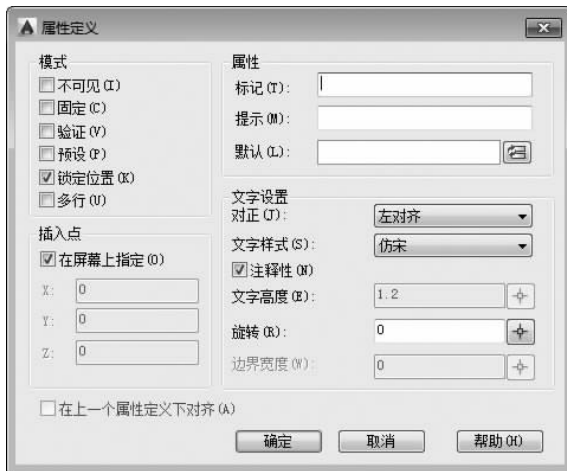 属性定义
模式
不可见(I)
固定(C)
验证(V)
预设(P)
锁定位置(K)
多行(U)
插入点
在屏幕上指定(O)
X: 0
Y: 0
Z: 0
属性
标记(T):
提示(M):
默认(L):
文字设置
对正(J): 左对齐
文字样式(S): 仿宋
注释性(N)
文字高度(E): 1.2
旋转(R): 0
边界宽度(W): 0
在上一个属性定义下对齐(A)
确定 取消 帮助(H)